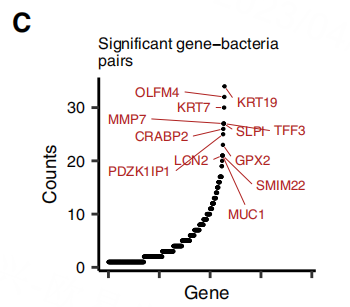 C
Significant gene–bacteria
pairs
OLFM4
KRT19
KRT7
MMP7
SLPI
TFF3
CRABP2
LCN2
GPX2
PDZK1IP1
SMIM22
MUC1
30
20
10
0
Counts
Gene